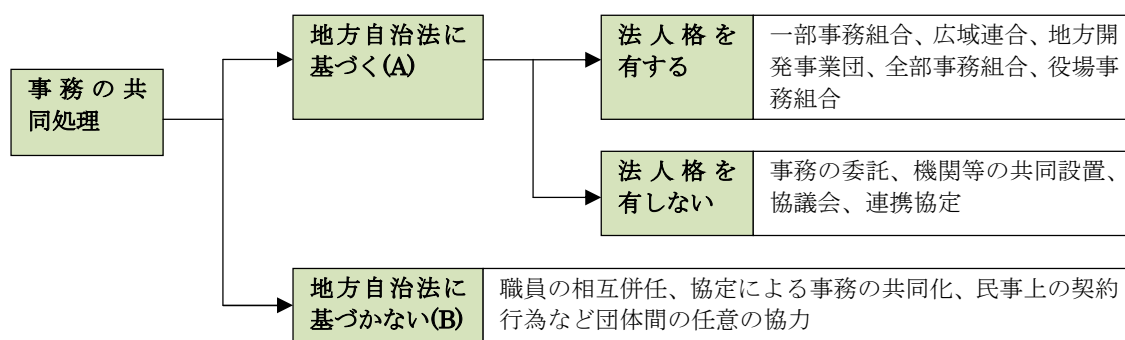 事務の共
同処理
地方自治法に
基づく(A)
法人格を
有する
一部事務組合、広域連合、地方開
発事業団、全部事務組合、役場事
務組合
法人格を
有しない
事務の委託、機関等の共同設置、
協議会、連携協定
地方自治法に
基づかない(B)
職員の相互併任、協定による事務の共同化、民事上の契約
行為など団体間の任意の協力